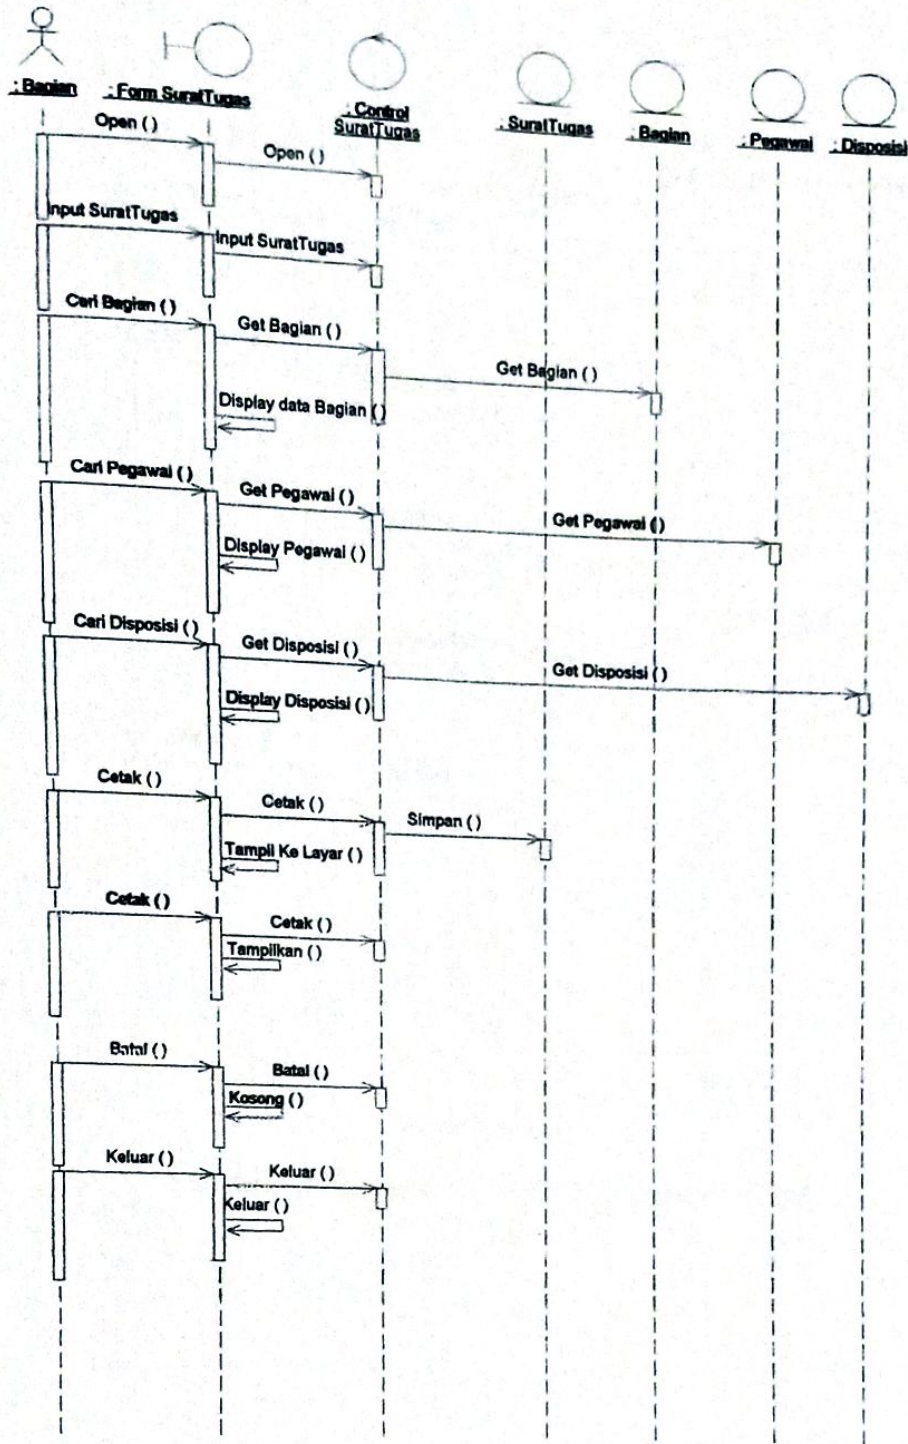 : Bagian
: Form SuratTugas
: Control
SuratTugas
: SuratTugas
: Bagian
: Pegawai
: Disposisi
Open ( )
Open ( )
Input SuratTugas
Input SuratTugas
Cari Bagian ( )
Get Bagian ( )
Get Bagian ( )
Display data Bagian ( )
Cari Pegawai ( )
Get Pegawai ( )
Get Pegawai ( )
Display Pegawai ( )
Cari Disposisi ( )
Get Disposisi ( )
Get Disposisi ( )
Display Disposisi ( )
Cetak ( )
Cetak ( )
Simpan ( )
Tampil Ke Layar ( )
Cetak ( )
Cetak ( )
Tampilkan ( )
Batal ( )
Batal ( )
Kosong ( )
Keluar ( )
Keluar ( )
Keluar ( )